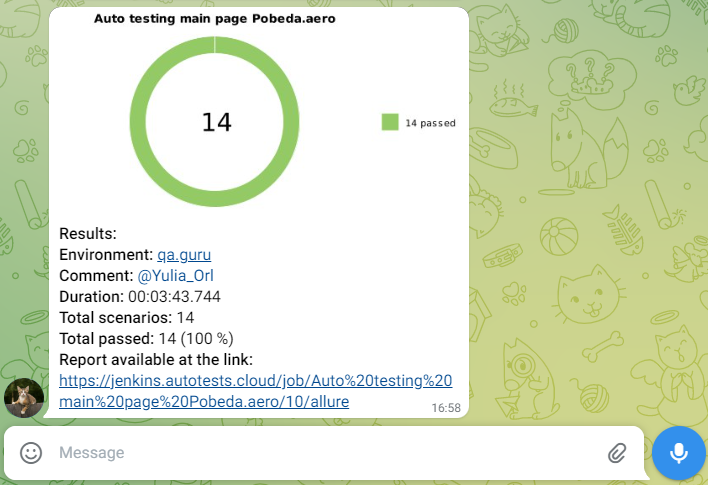 Auto testing main page Pobeda.aero
14
14 passed
Results:
Environment: qa.guru
Comment: @Yulia_Orl
Duration: 00:03:43.744
Total scenarios: 14
Total passed: 14 (100 %)
Report available at the link:
https://jenkins.autotests.cloud/job/Auto%20testing%20
main%20page%20Pobeda.aero/10/allure
16:58
Message